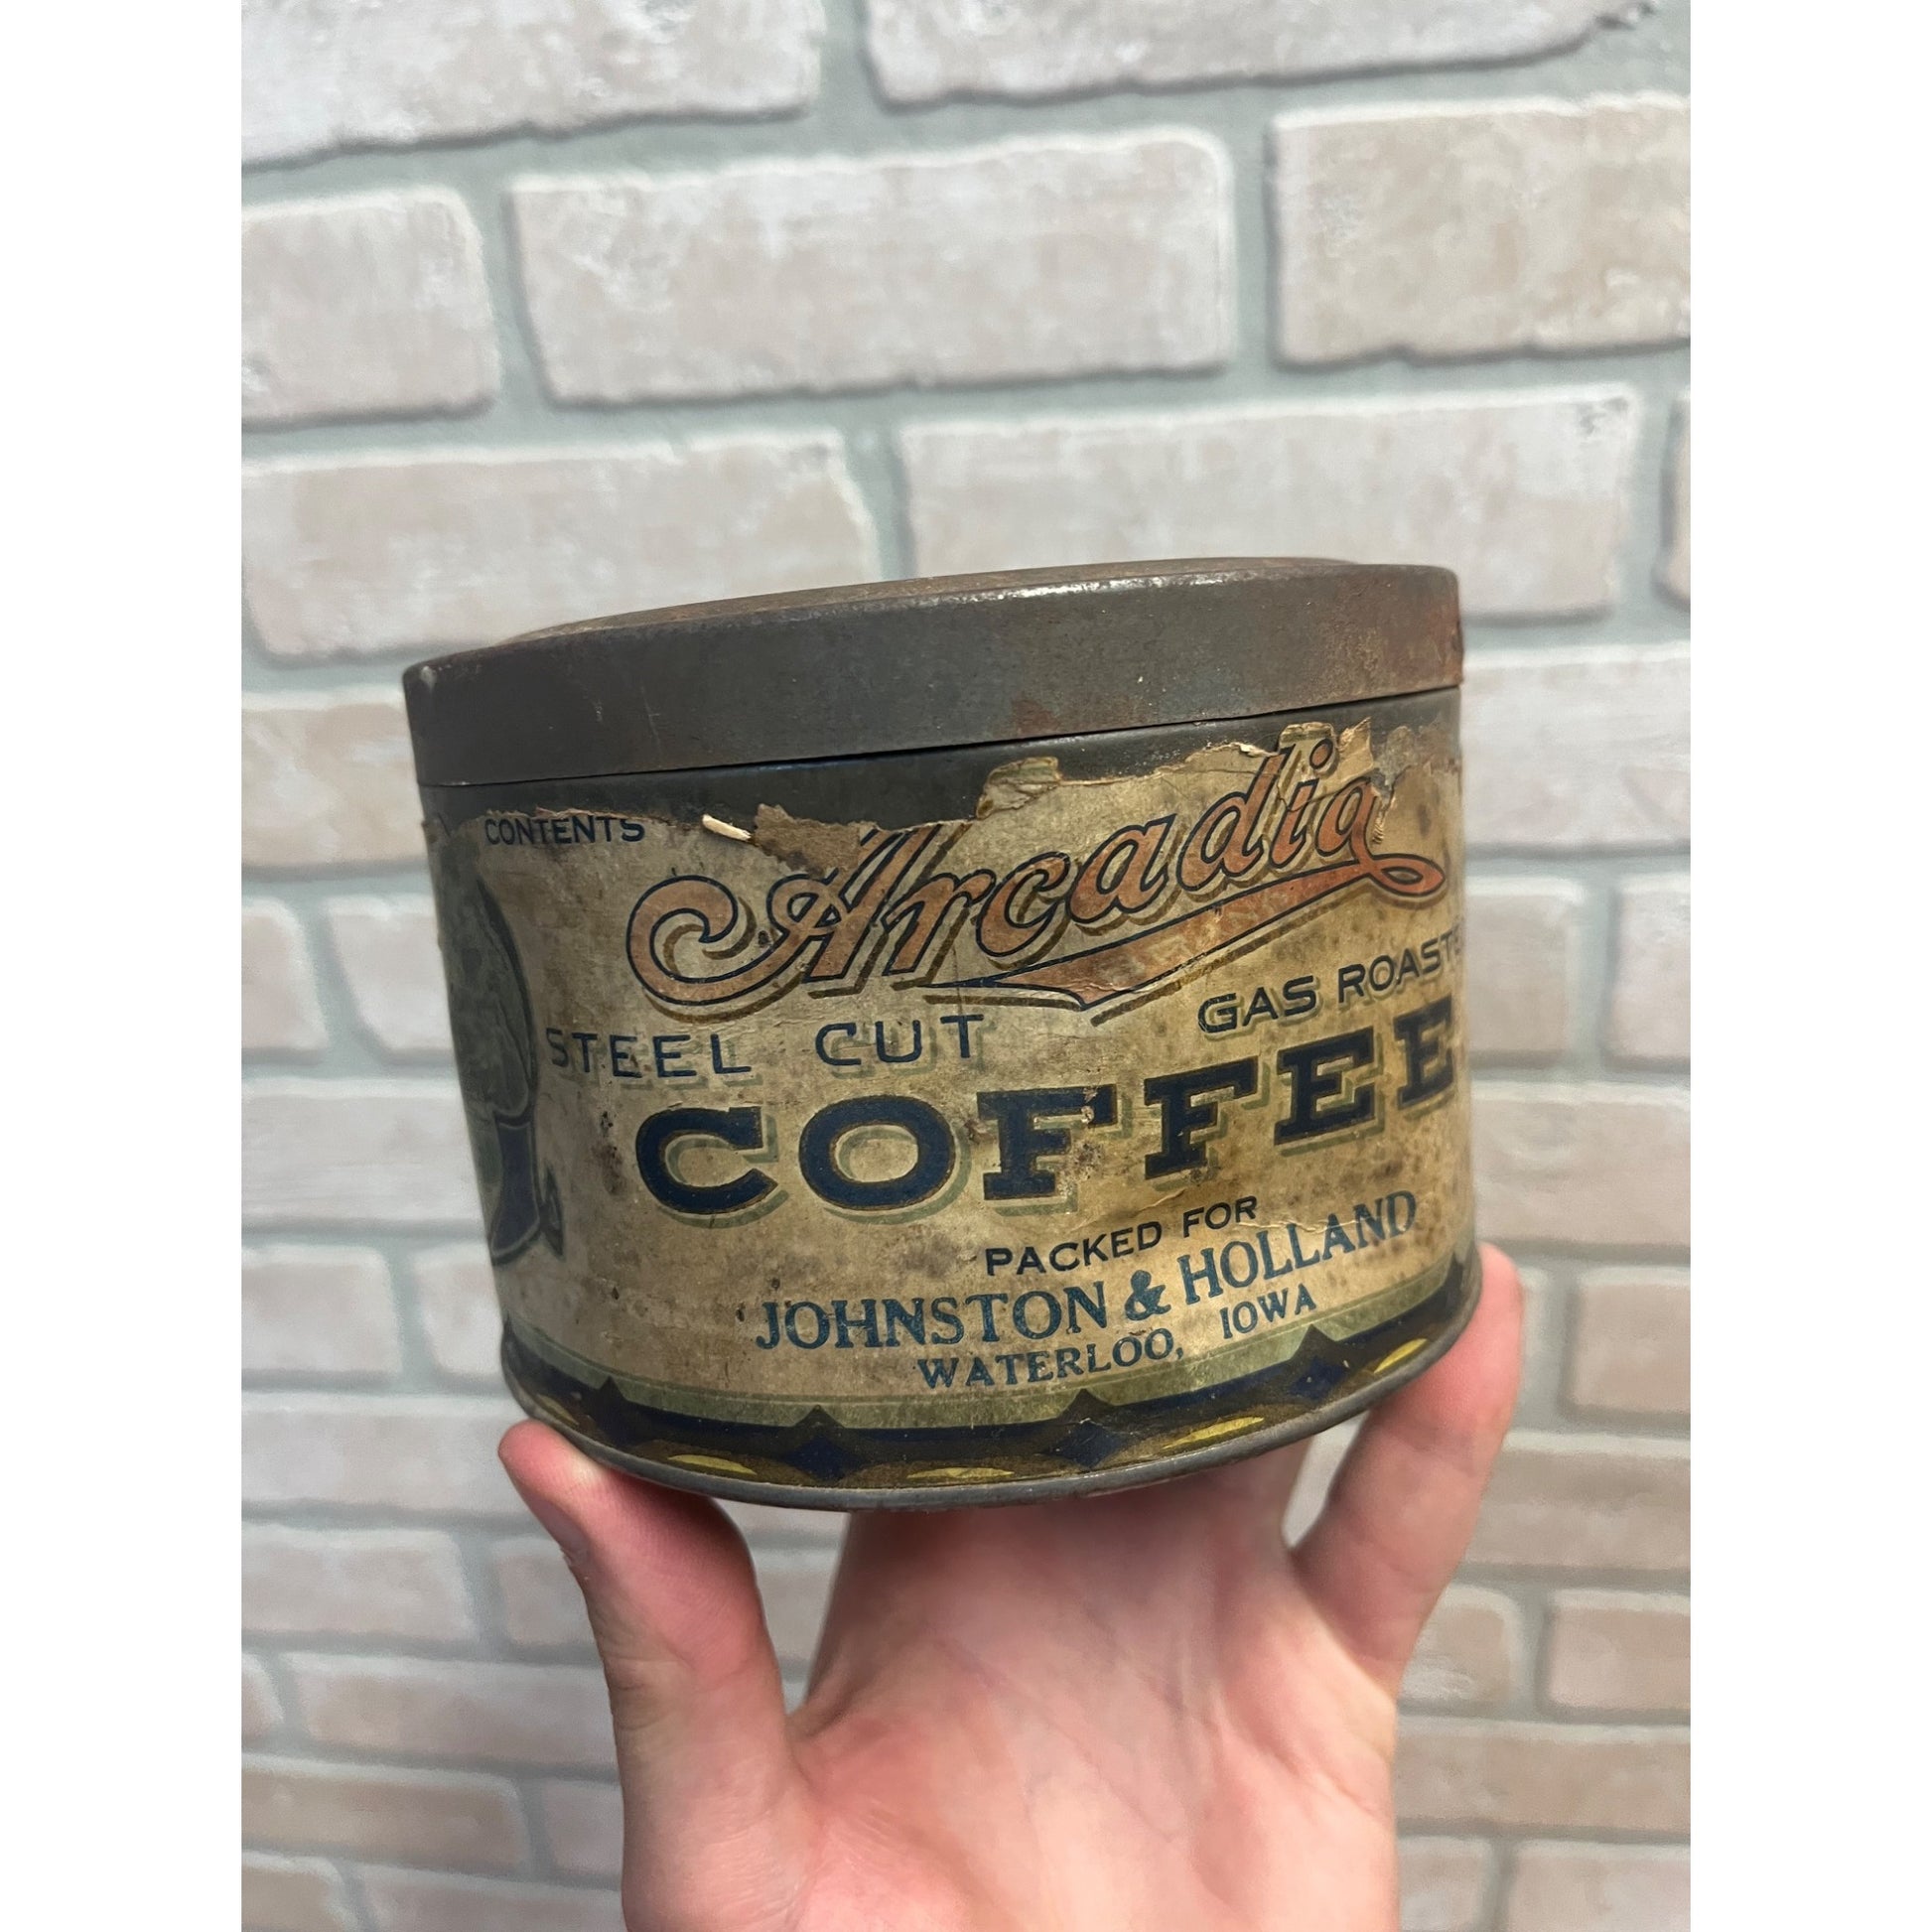 CONTENTS
Arcadia
STEEL CUT
GAS ROASTE
COFFEE
PACKED FOR
JOHNSTON & HOLLAND
WATERLOO, IOWA